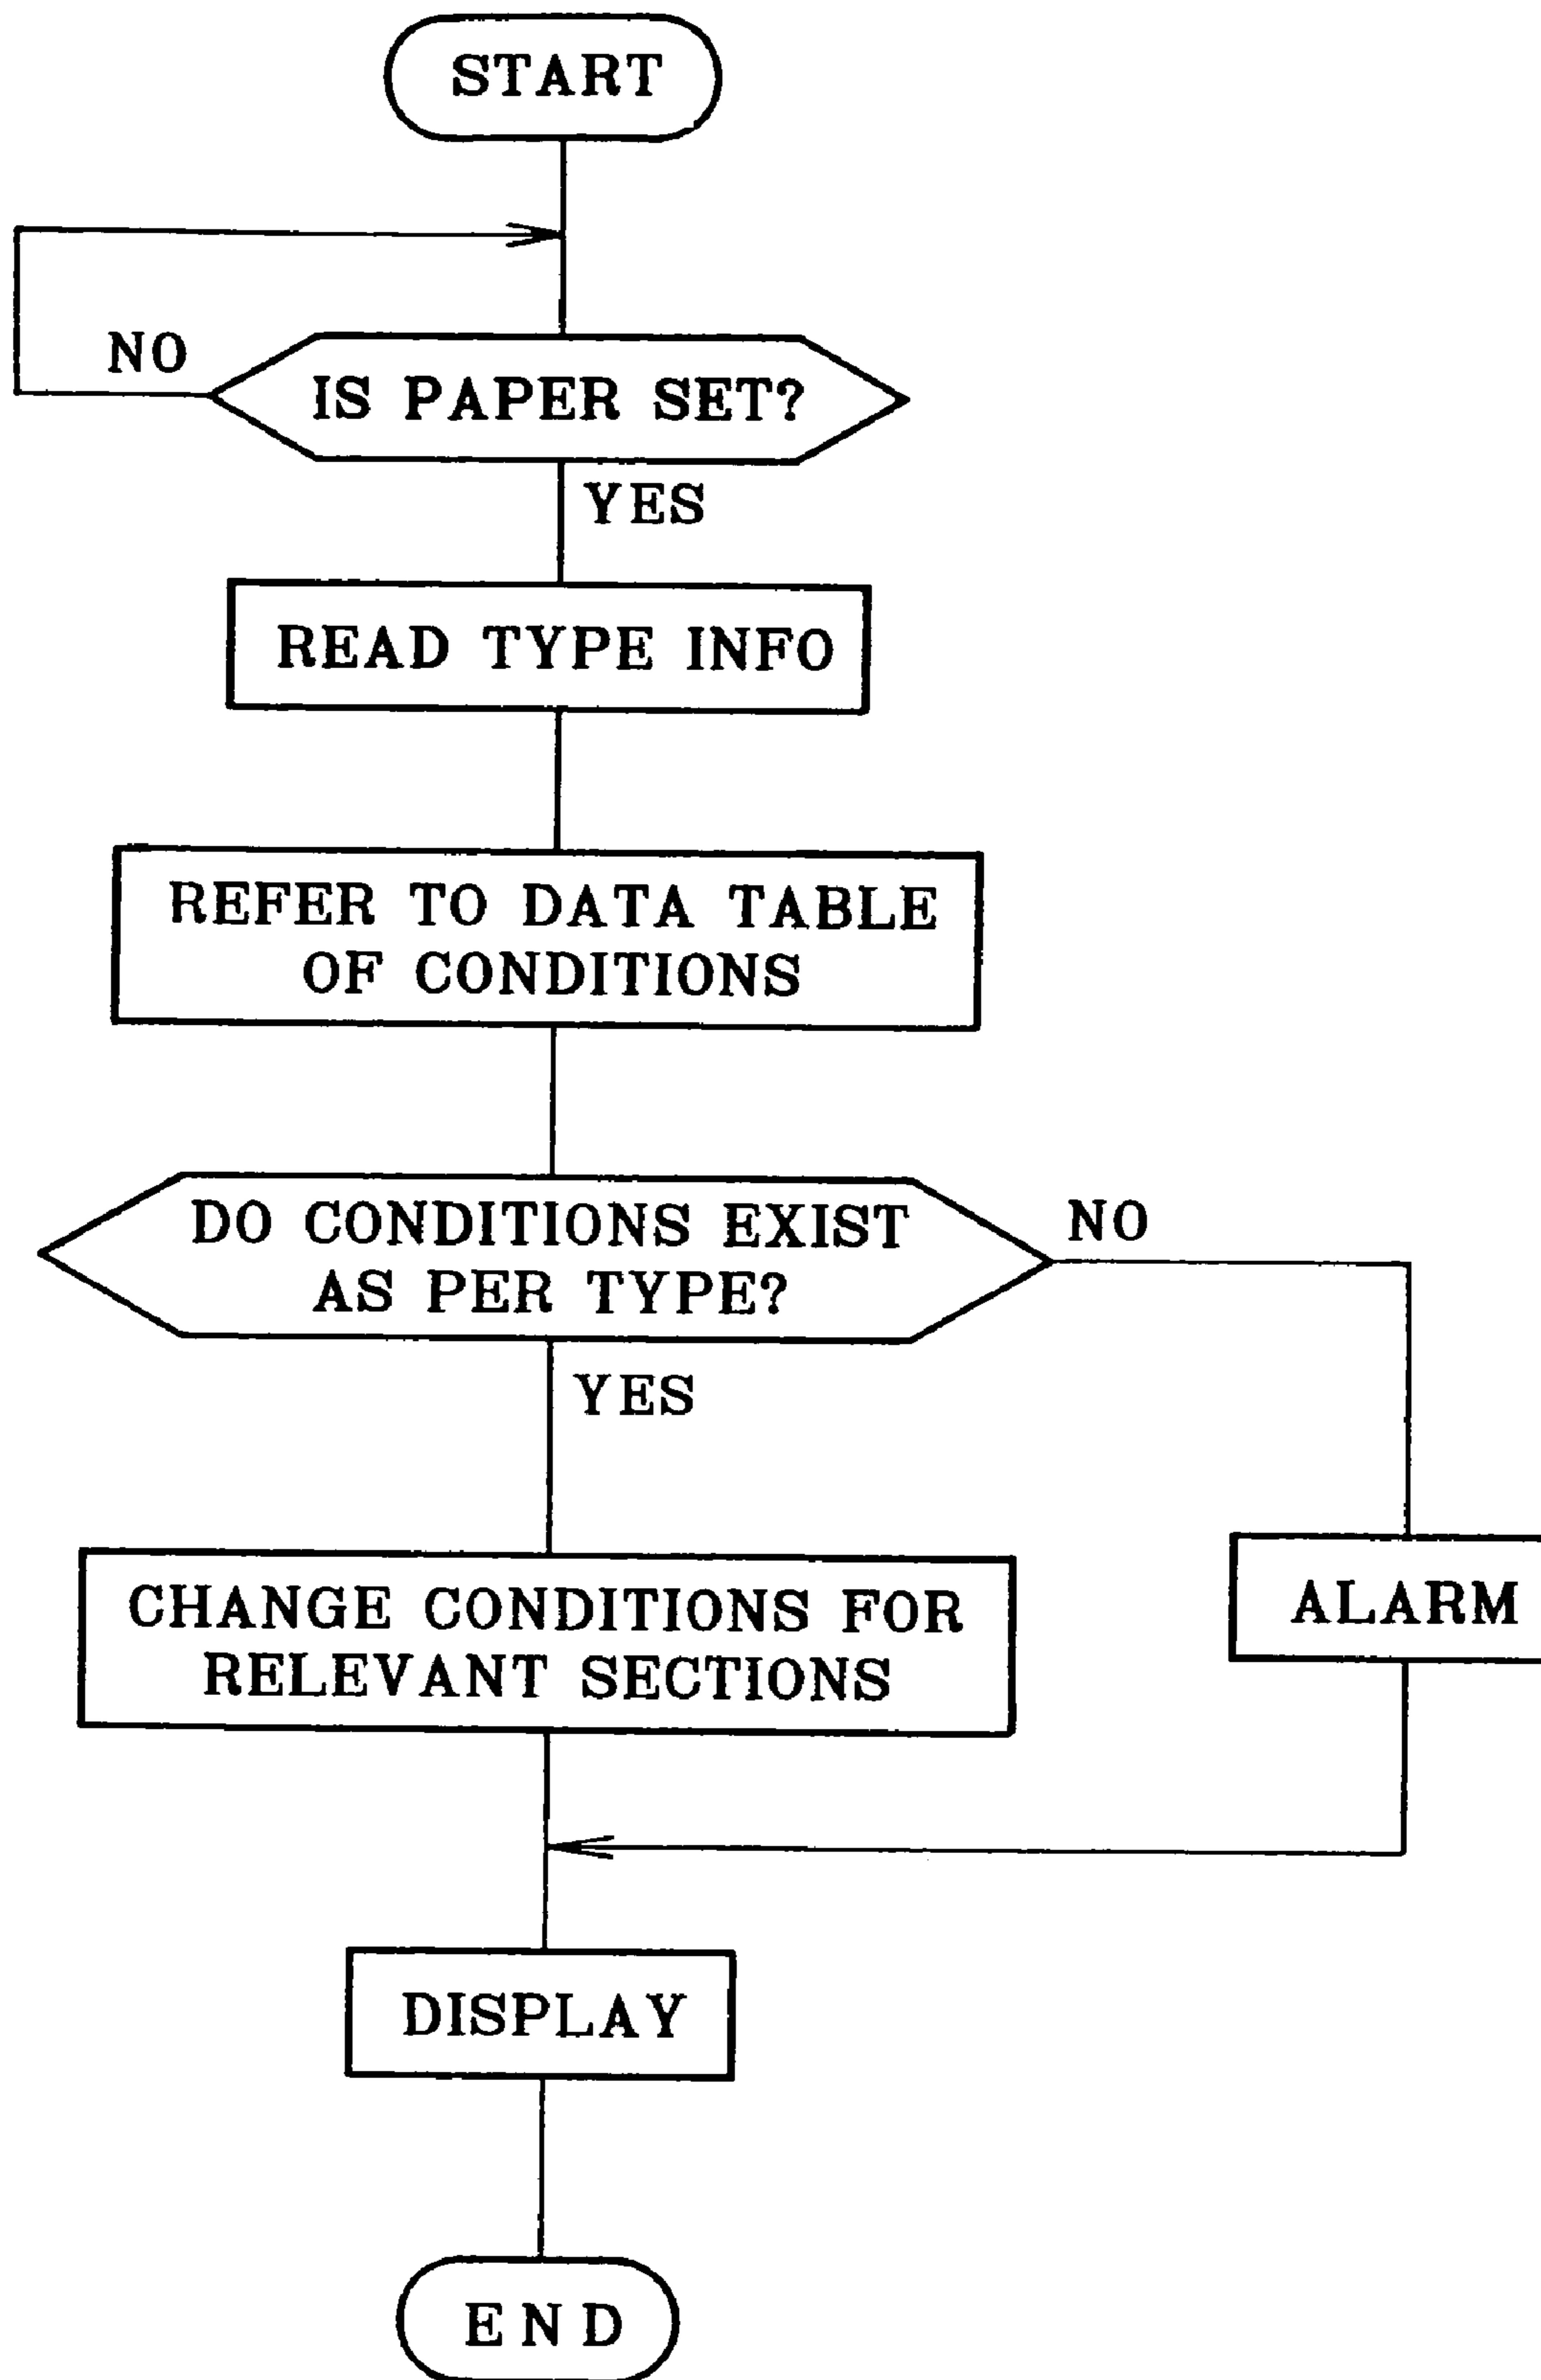 START
NO
IS PAPER SET?
YES
READ TYPE INFO
REFER TO DATA TABLE
OF CONDITIONS
DO CONDITIONS EXIST
AS PER TYPE?
NO
YES
CHANGE CONDITIONS FOR
RELEVANT SECTIONS
ALARM
DISPLAY
END